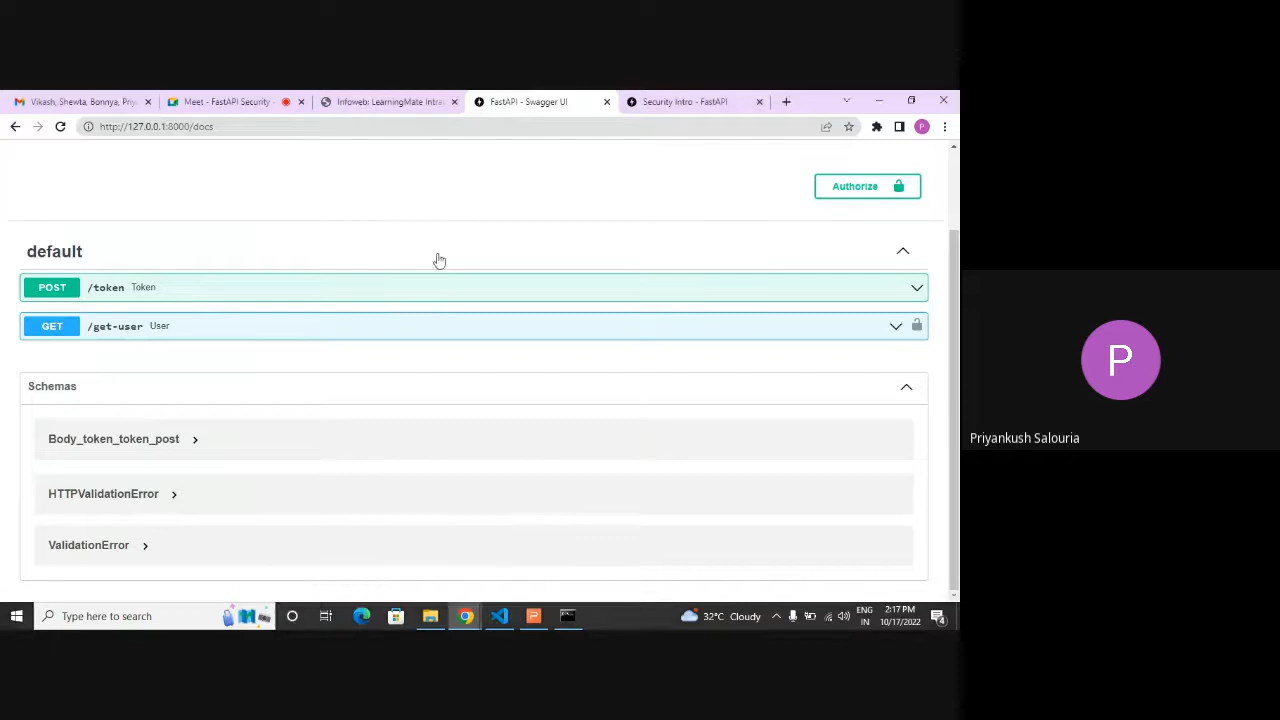 Vikash, Shewta, Bonnya, Priy
Meet - FastAPI Security -
Infoweb: LearningMate Intra
FastAPI - Swagger UI
Security Intro - FastAPI
http://127.0.0.1:8000/docs
P
Authorize
default
POST /token Token
GET /get-user User
Schemas
Body_token_token_post
HTTPValidationError
ValidationError
P
Priyankush Salouria
Type here to search
32°C Cloudy
ENG
IN
2:17 PM
10/17/2022
4